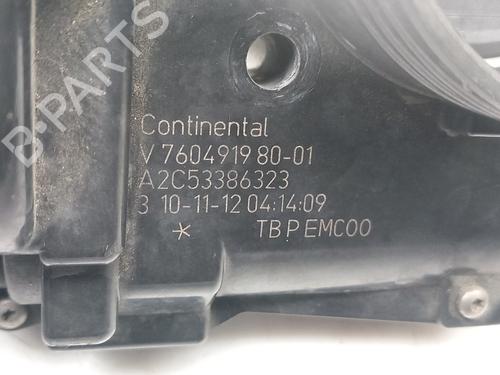 Continental
V 7604919 80-01
A2C53386323
3 10-11-12 04:14:09
* TB P EMC00
B-PARTS